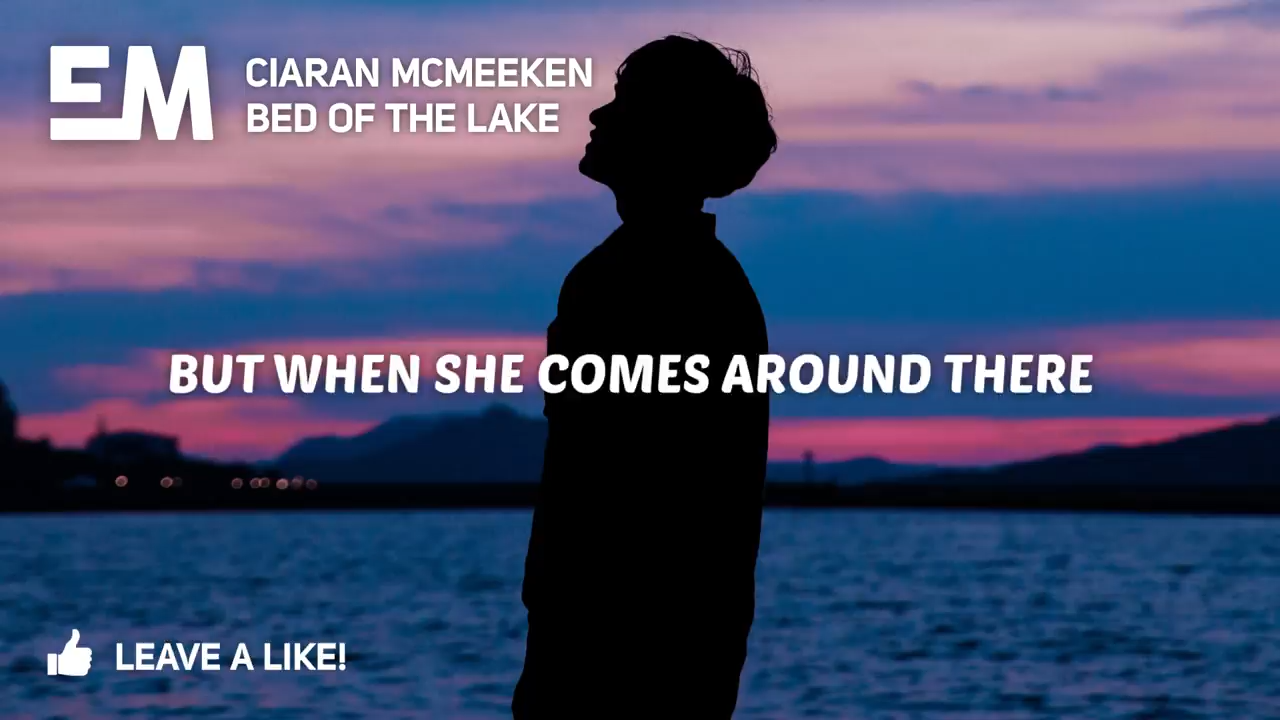 EM
CIARAN MCMEEKEN
BED OF THE LAKE
BUT WHEN SHE COMES AROUND THERE
LEAVE A LIKE!